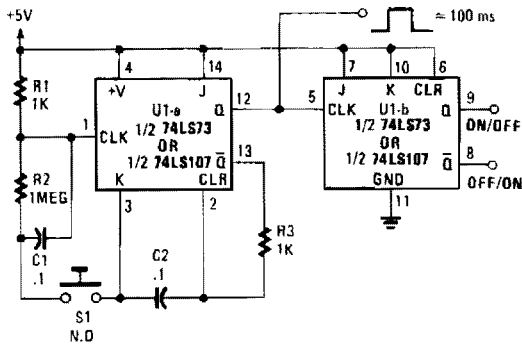 +5V
≃ 100 ms
R1
1K
4
14
+V
J
U1-a
1/2 74LS73
OR
1/2 74LS107
1
CLK
12
Q
13
Q̅
K
CLR
3
2
R2
1MEG
C1
.1
S1
N.O
C2
.1
R3
1K
7
10
6
J
K
CLR
U1-b
1/2 74LS73
OR
1/2 74LS107
5
CLK
9
Q
ON/OFF
8
Q̅
OFF/ON
GND
11